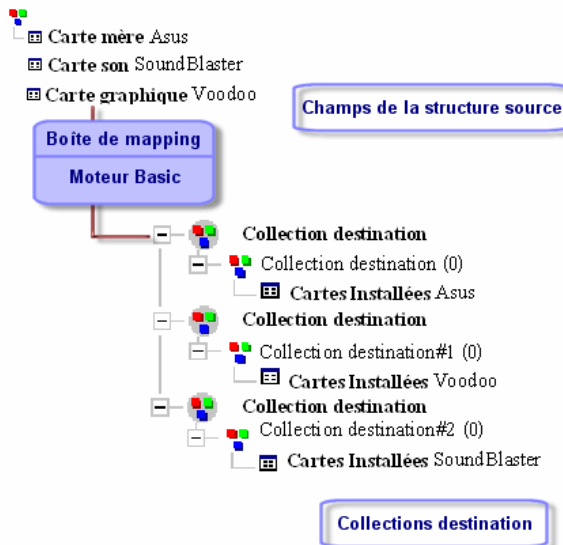 Carte mère Asus
Carte son SoundBlaster
Carte graphique Voodoo
Champs de la structure source
Boîte de mapping
Moteur Basic
Collection destination
Collection destination (0)
Cartes Installées Asus
Collection destination
Collection destination#1 (0)
Cartes Installées Voodoo
Collection destination
Collection destination#2 (0)
Cartes Installées SoundBlaster
Collections destination